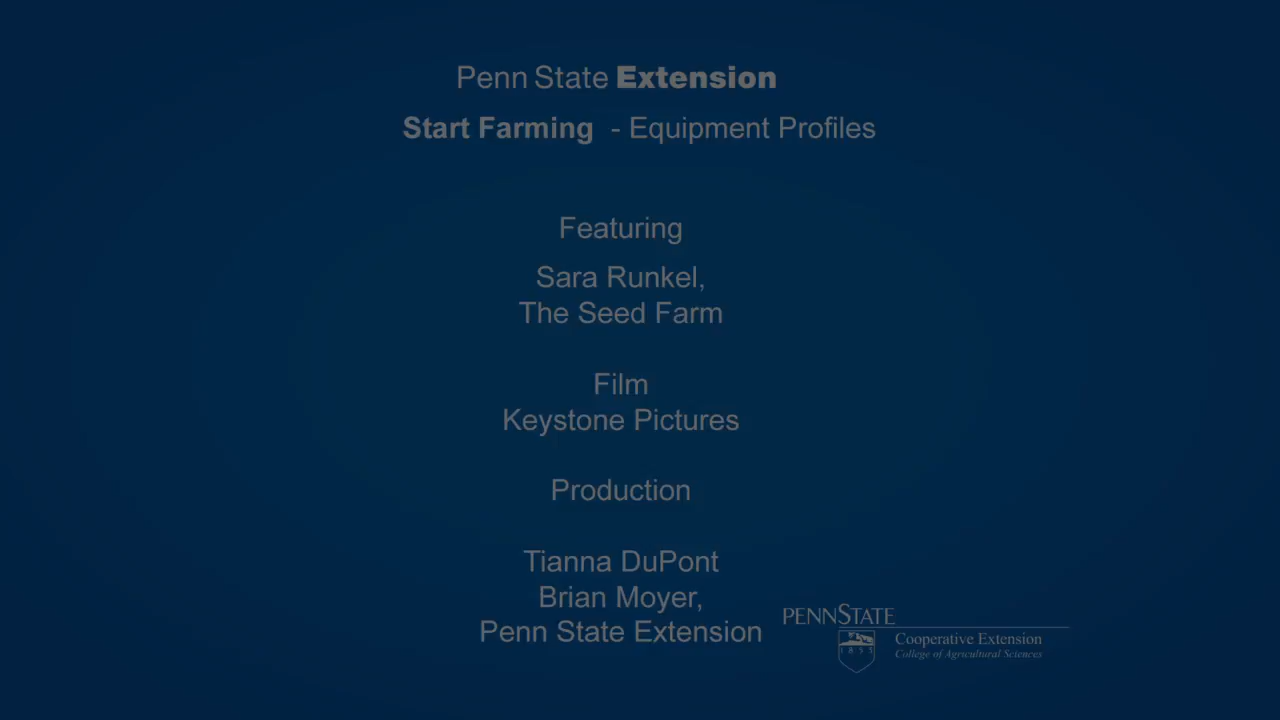 Penn State Extension
Start Farming - Equipment Profiles
Featuring
Sara Runkel,
The Seed Farm
Film
Keystone Pictures
Production
Tianna DuPont
Brian Moyer,
Penn State Extension
PENNSTATE
1855
Cooperative Extension
College of Agricultural Sciences